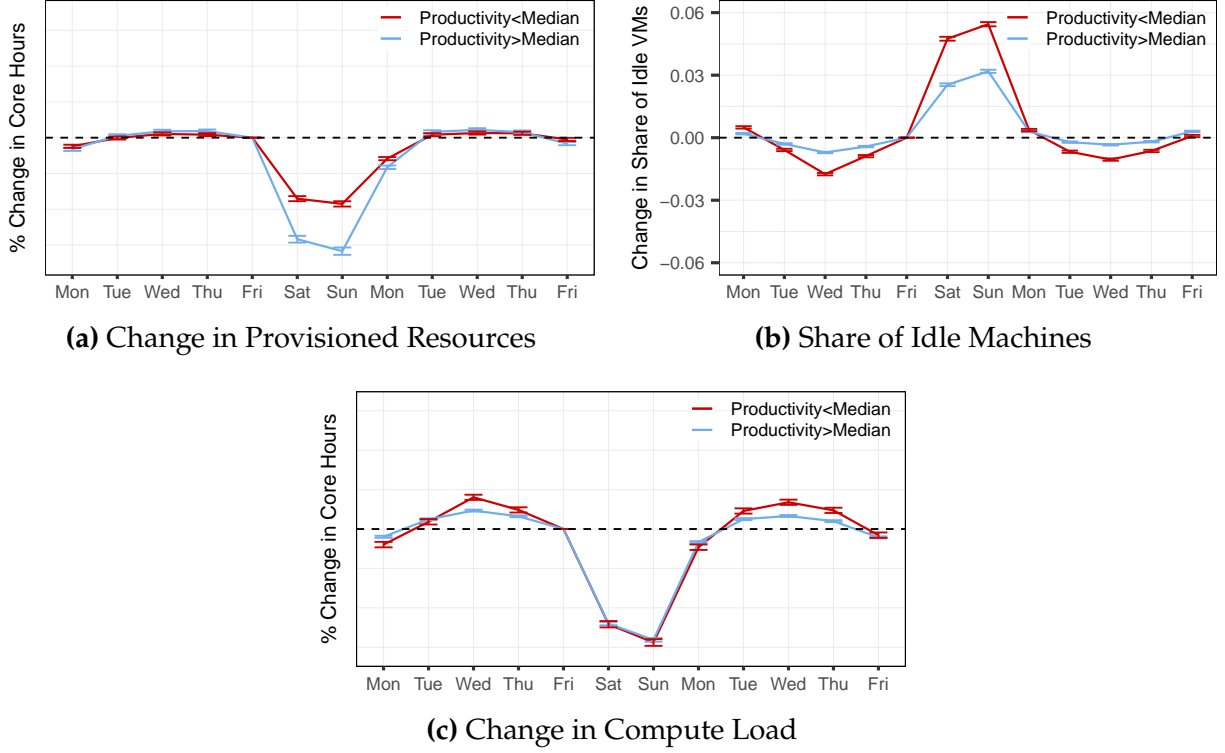 % Change in Core Hours
Productivity<Median
Productivity>Median
Mon Tue Wed Thu Fri Sat Sun Mon Tue Wed Thu Fri
(a) Change in Provisioned Resources
Change in Share of Idle VMs
0.06
0.03
0.00
−0.03
−0.06
Productivity<Median
Productivity>Median
Mon Tue Wed Thu Fri Sat Sun Mon Tue Wed Thu Fri
(b) Share of Idle Machines
% Change in Core Hours
Productivity<Median
Productivity>Median
Mon Tue Wed Thu Fri Sat Sun Mon Tue Wed Thu Fri
(c) Change in Compute Load